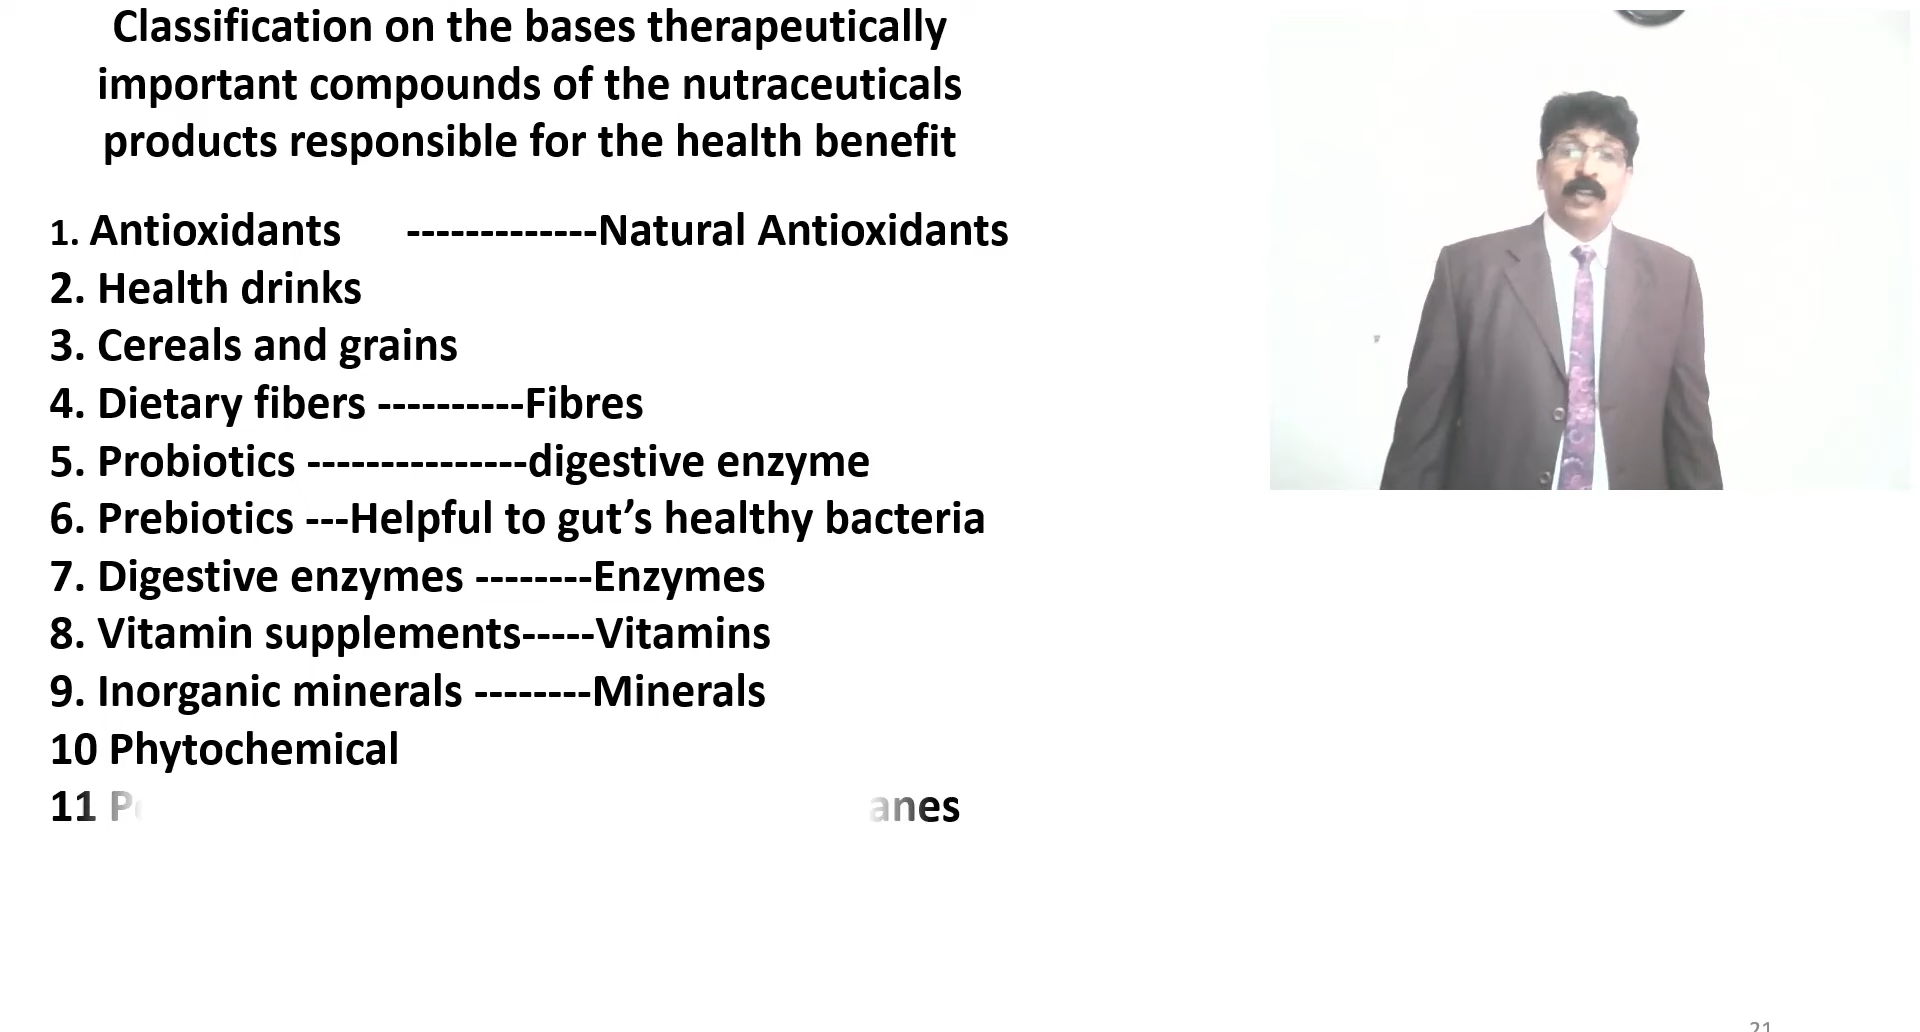 Classification on the bases therapeutically
important compounds of the nutraceuticals
products responsible for the health benefit
1. Antioxidants -------------Natural Antioxidants
2. Health drinks
3. Cereals and grains
4. Dietary fibers ----------Fibres
5. Probiotics ---------------digestive enzyme
6. Prebiotics ---Helpful to gut’s healthy bacteria
7. Digestive enzymes --------Enzymes
8. Vitamin supplements-----Vitamins
9. Inorganic minerals --------Minerals
10 Phytochemical
11
21